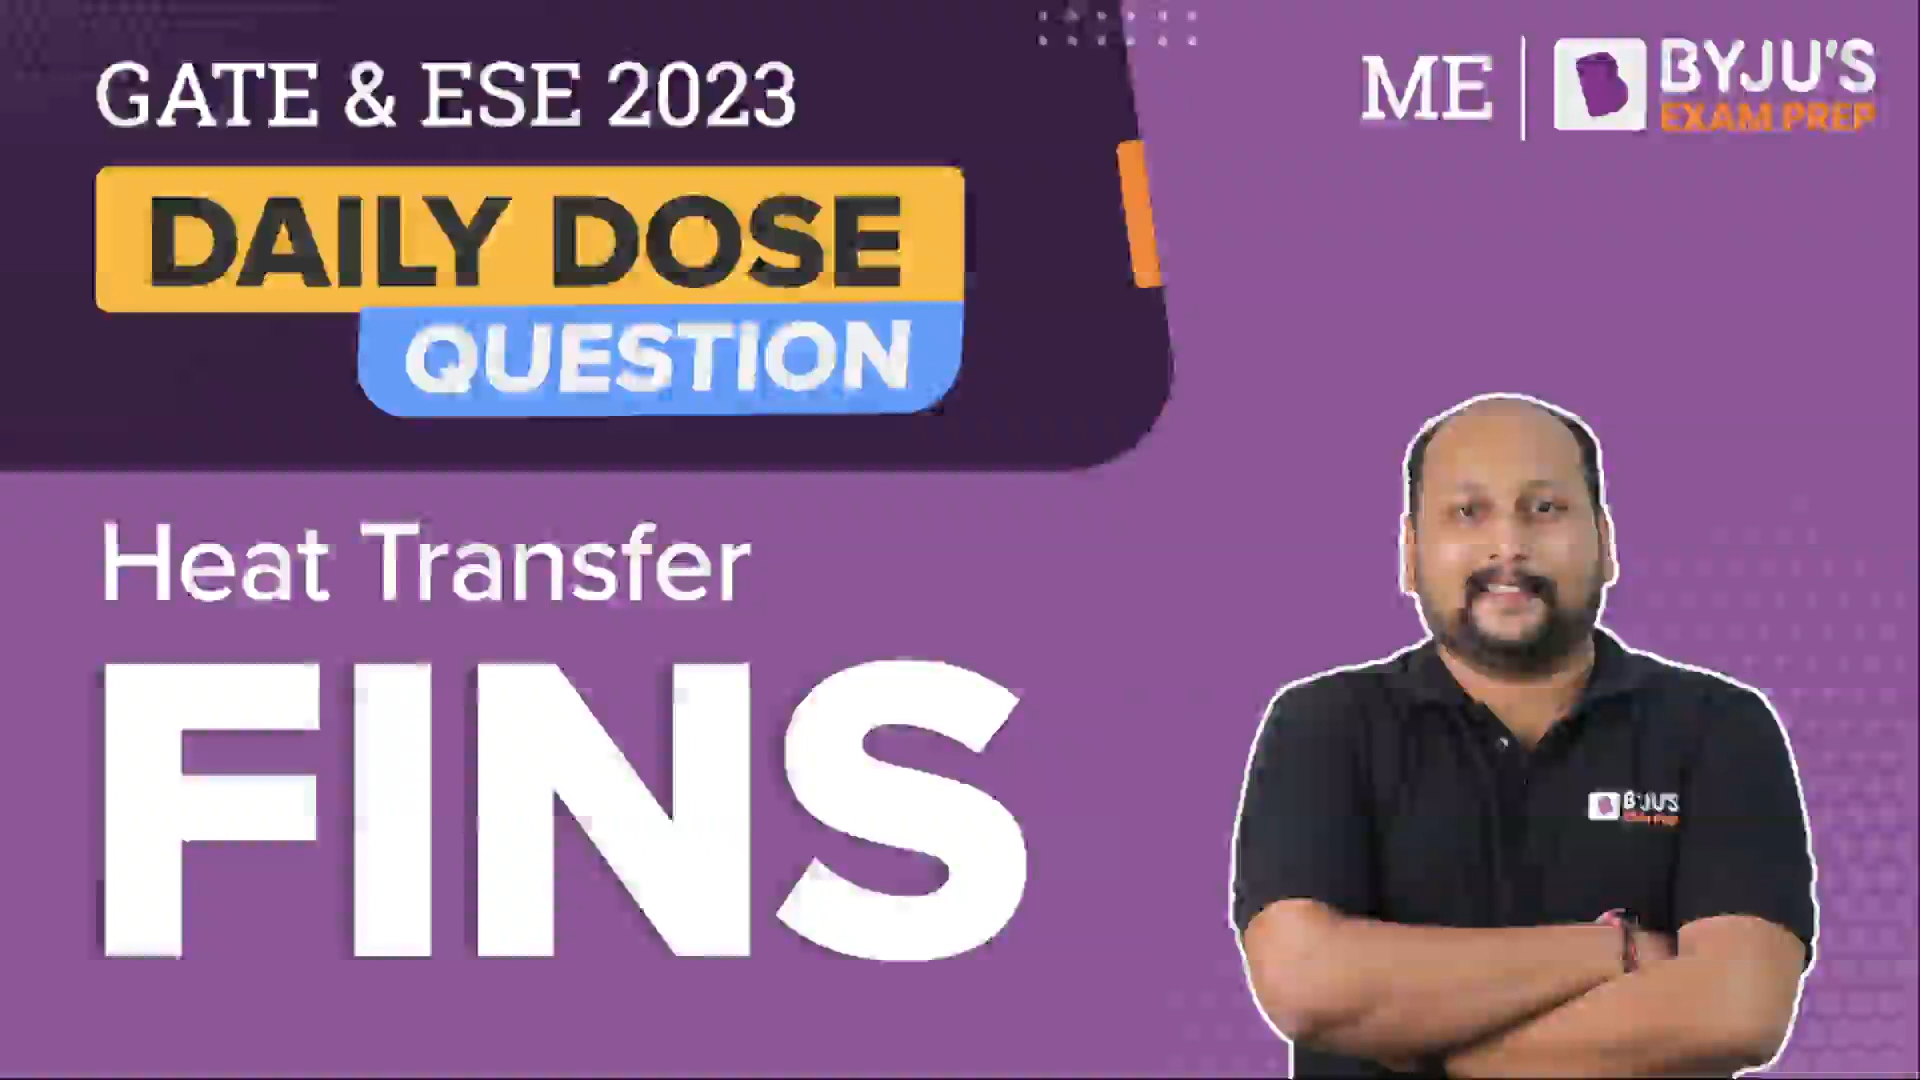 GATE & ESE 2023
ME
BYJU'S
EXAM PREP
DAILY DOSE
QUESTION
Heat Transfer
FINS
BYJU'S